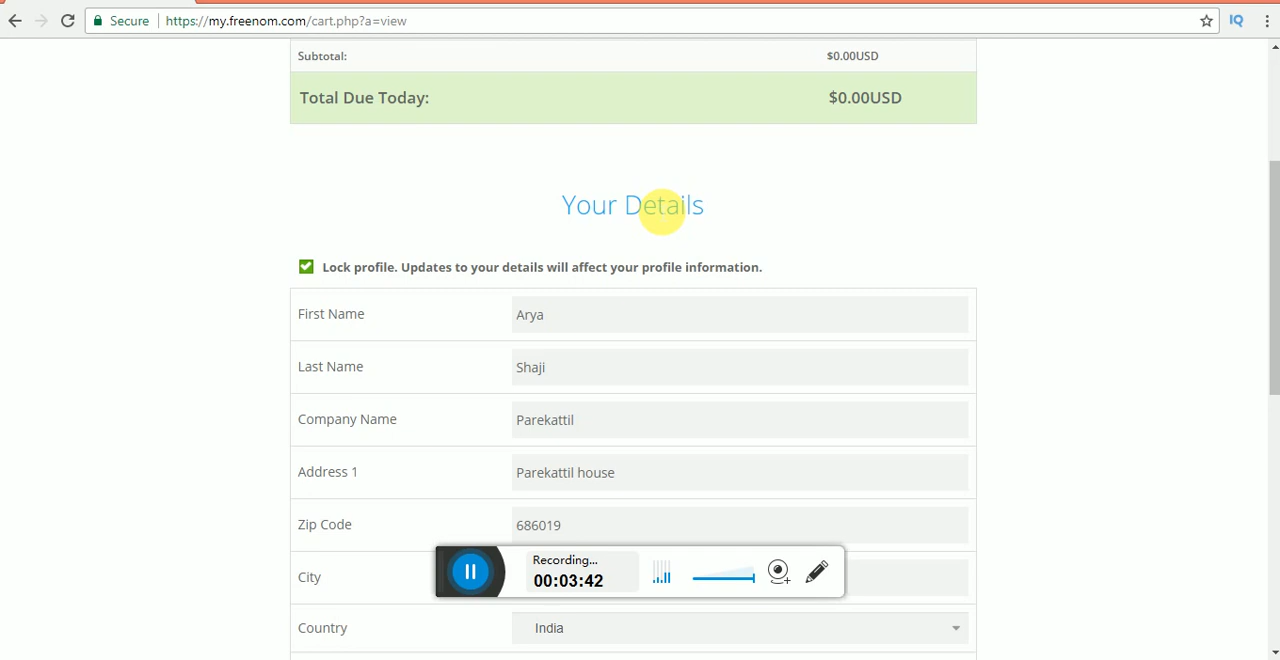 Secure https://my.freenom.com/cart.php?a=view IQ
Subtotal: $0.00USD
Total Due Today: $0.00USD
Your Details
Lock profile. Updates to your details will affect your profile information.
First Name Arya
Last Name Shaji
Company Name Parekattil
Address 1 Parekattil house
Zip Code 686019
Recording...
00:03:42
City
Country India